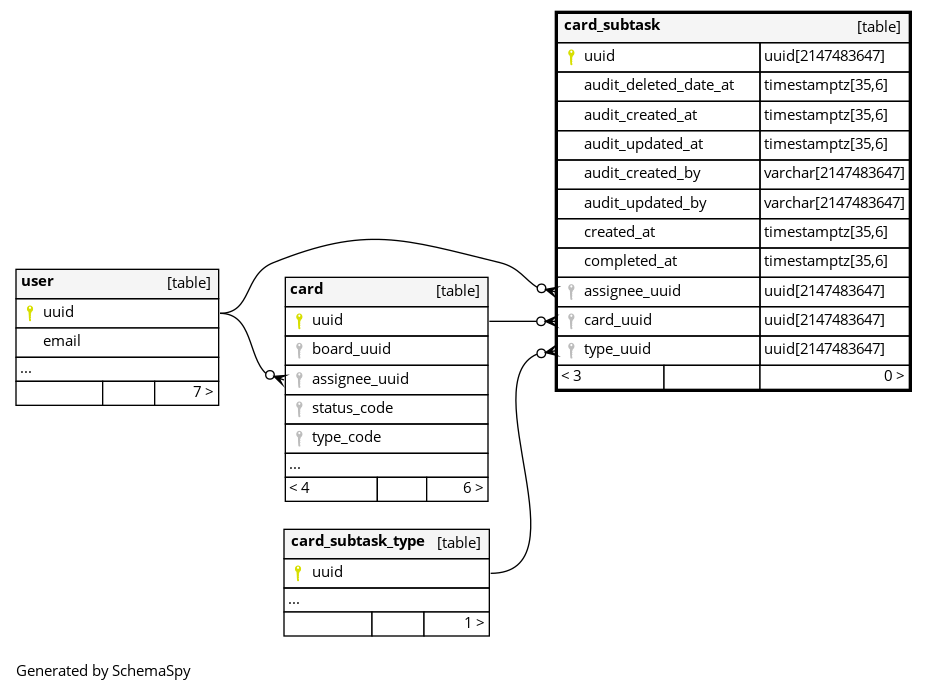 card_subtask [table]
uuid uuid[2147483647]
audit_deleted_date_at timestamptz[35,6]
audit_created_at timestamptz[35,6]
audit_updated_at timestamptz[35,6]
audit_created_by varchar[2147483647]
audit_updated_by varchar[2147483647]
created_at timestamptz[35,6]
completed_at timestamptz[35,6]
assignee_uuid uuid[2147483647]
card_uuid uuid[2147483647]
type_uuid uuid[2147483647]
< 3 0 >
user [table]
uuid
email
...
7 >
card [table]
uuid
board_uuid
assignee_uuid
status_code
type_code
...
< 4 6 >
card_subtask_type [table]
uuid
...
1 >
Generated by SchemaSpy